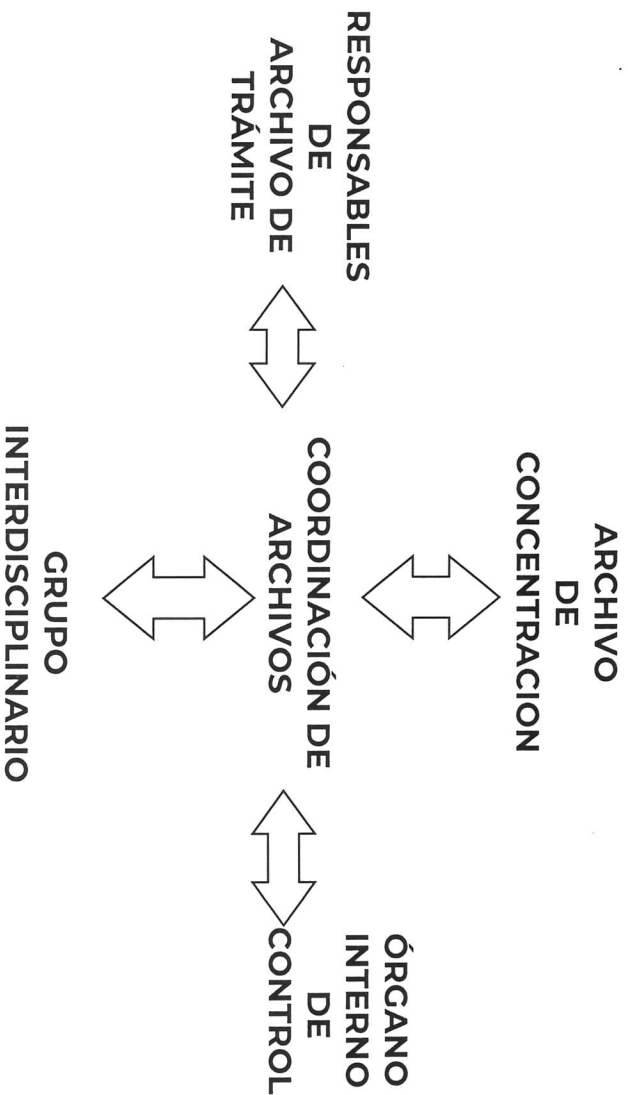 ARCHIVO
DE
CONCENTRACION
RESPONSABLES
DE
ARCHIVO DE
TRÁMITE
COORDINACIÓN DE
ARCHIVOS
ÓRGANO
INTERNO
DE
CONTROL
GRUPO
INTERDISCIPLINARIO